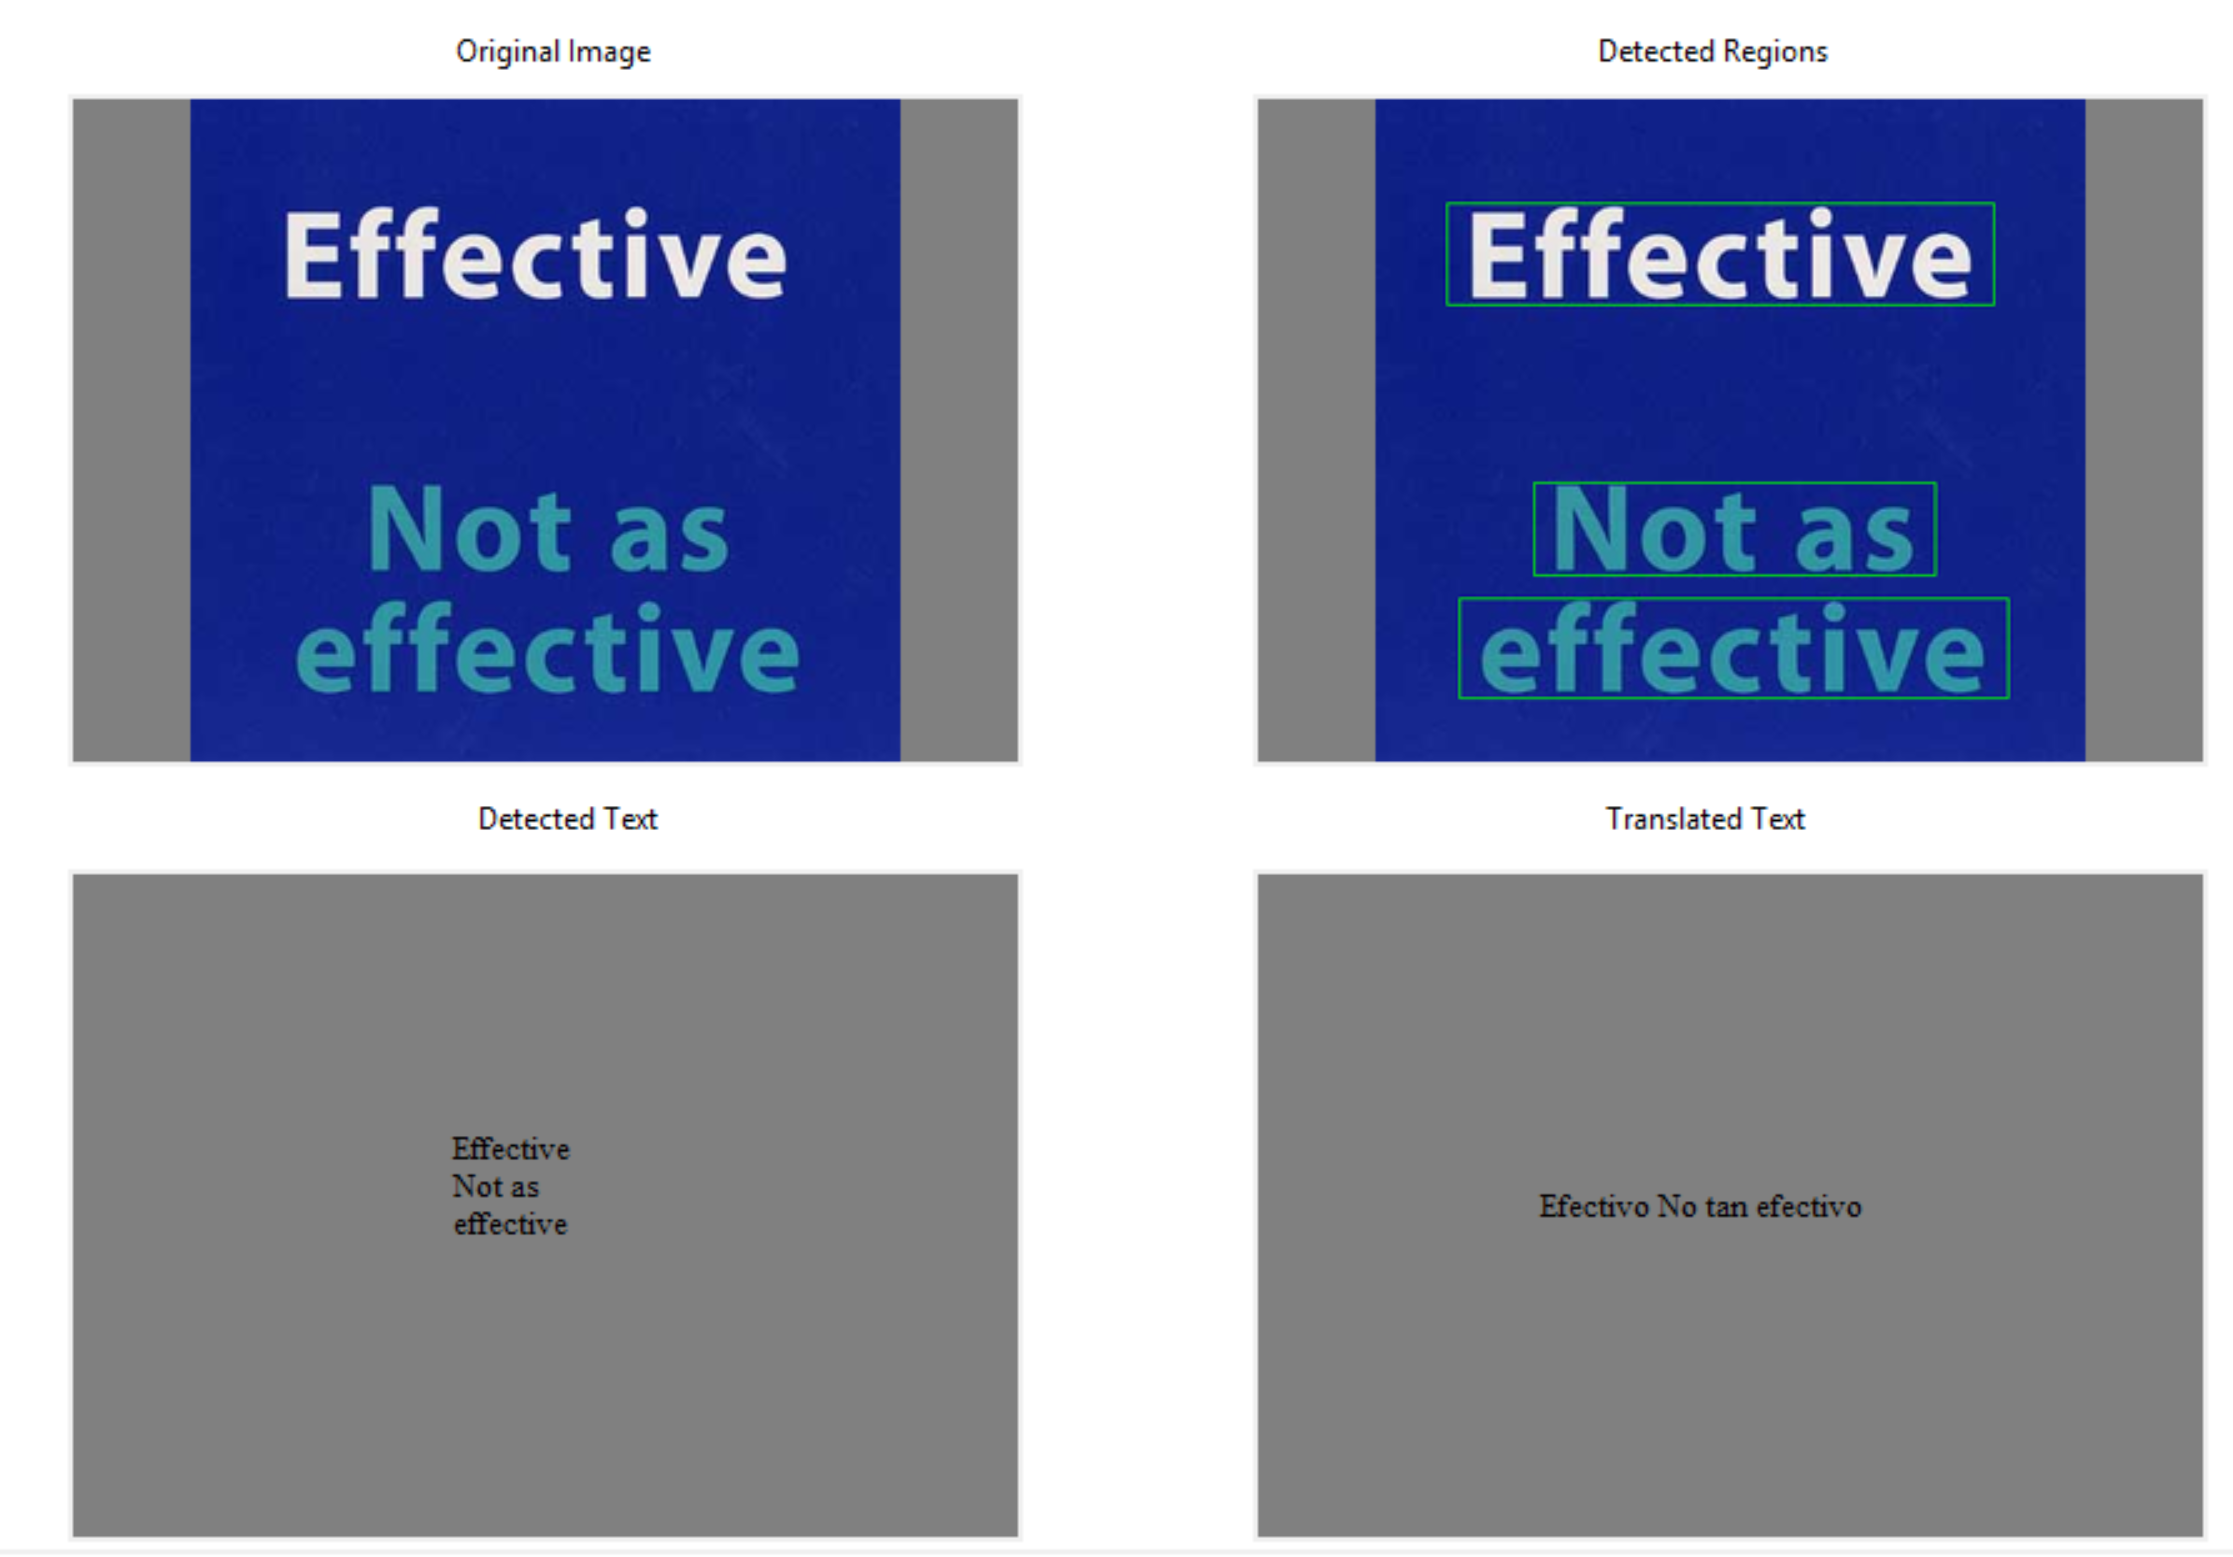 Original Image
Detected Regions
Effective
Not as
effective
Effective
Not as
effective
Detected Text
Translated Text
Effective
Not as
effective
Efectivo No tan efectivo